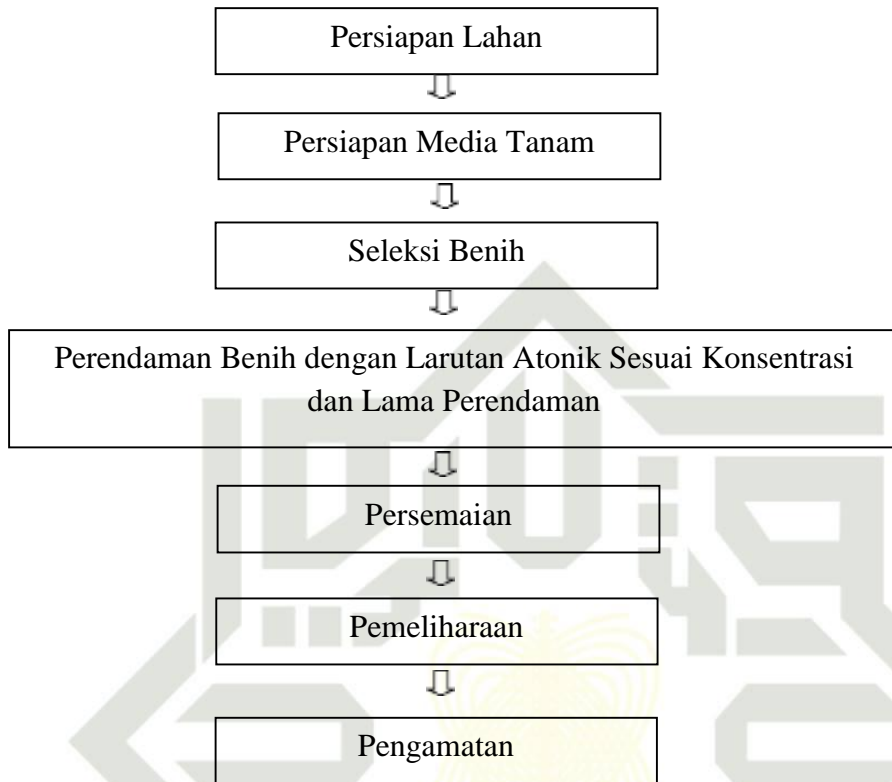 Persiapan Lahan
Persiapan Media Tanam
Seleksi Benih
Perendaman Benih dengan Larutan Atonik Sesuai Konsentrasi
dan Lama Perendaman
Persemaian
Pemeliharaan
Pengamatan